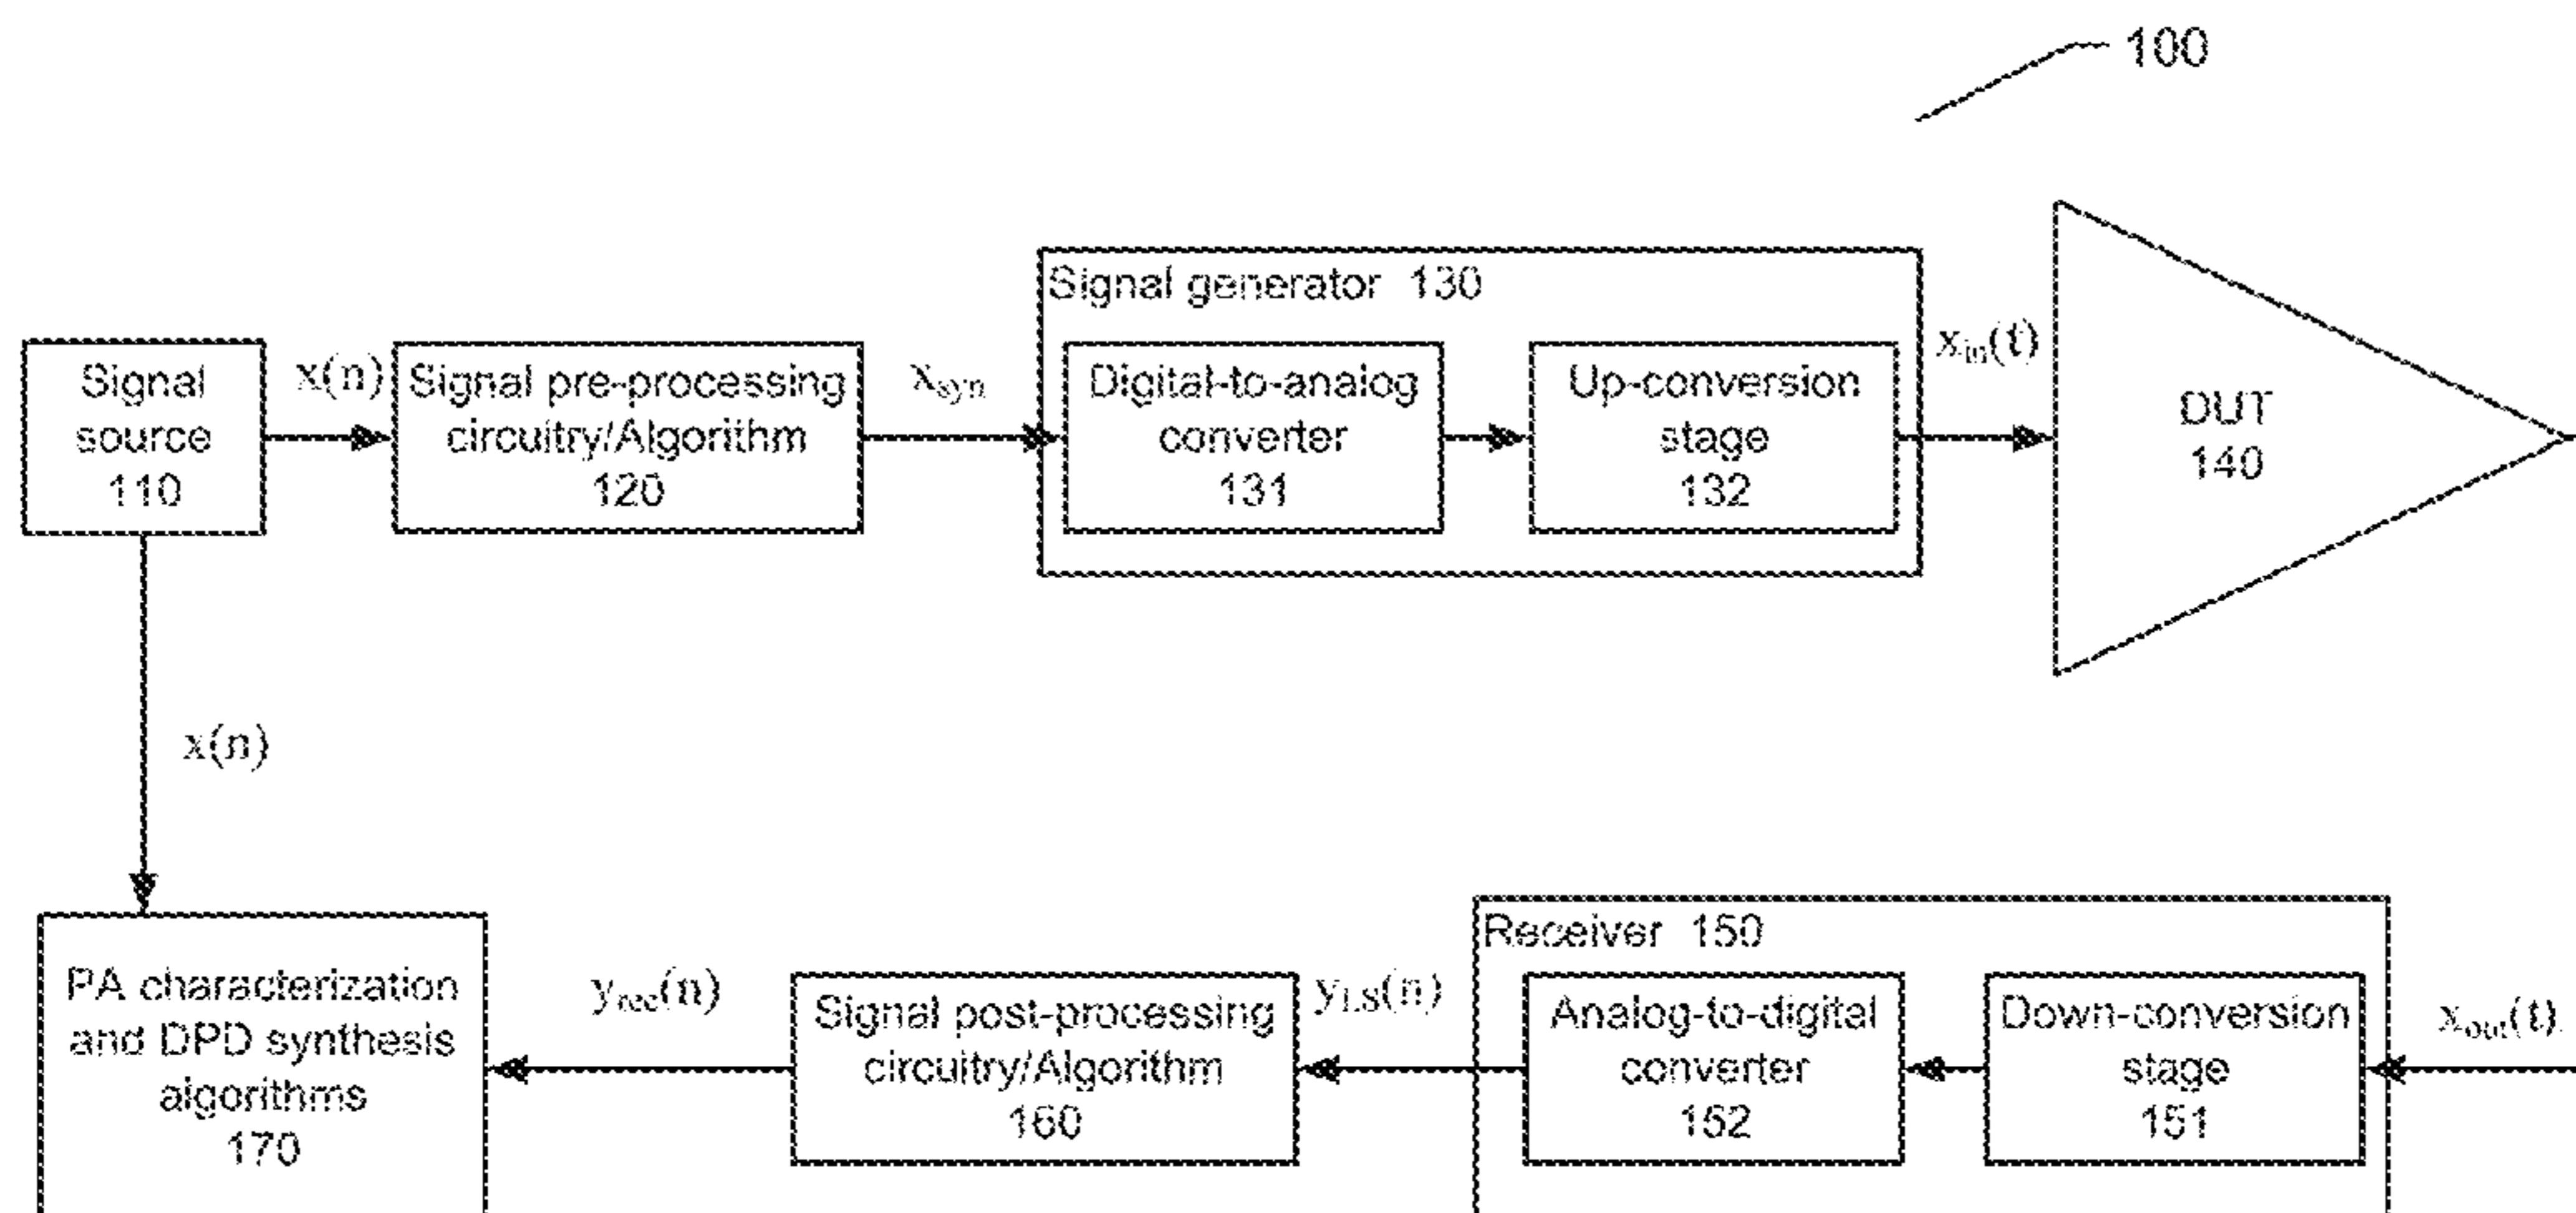 100
Signal generator 130
Signal
source
110
x(n)
Signal pre-processing
circuitry/Algorithm
120
x_syn
Digital-to-analog
converter
131
Up-conversion
stage
132
x_in(t)
DUT
140
x(n)
PA characterization
and DPD synthesis
algorithms
170
y_rec(n)
Signal post-processing
circuitry/Algorithm
160
y_LS(n)
Receiver 150
Analog-to-digital
converter
152
Down-conversion
stage
151
x_out(t)